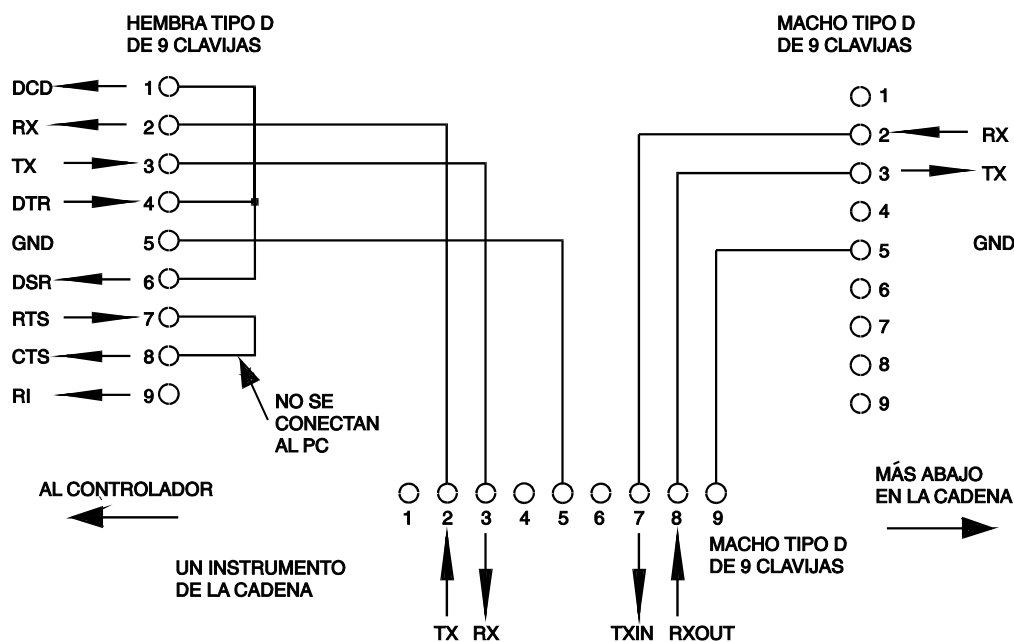 HEMBRA TIPO D
DE 9 CLAVIJAS
MACHO TIPO D
DE 9 CLAVIJAS
DCD 1
RX 2
TX 3
DTR 4
GND 5
DSR 6
RTS 7
CTS 8
RI 9
NO SE
CONECTAN
AL PC
1
2 RX
3 TX
4
5 GND
6
7
8
9
AL CONTROLADOR
MÁS ABAJO
EN LA CADENA
1 2 3 4 5 6 7 8 9
UN INSTRUMENTO
DE LA CADENA
MACHO TIPO D
DE 9 CLAVIJAS
TX RX TXIN RXOUT